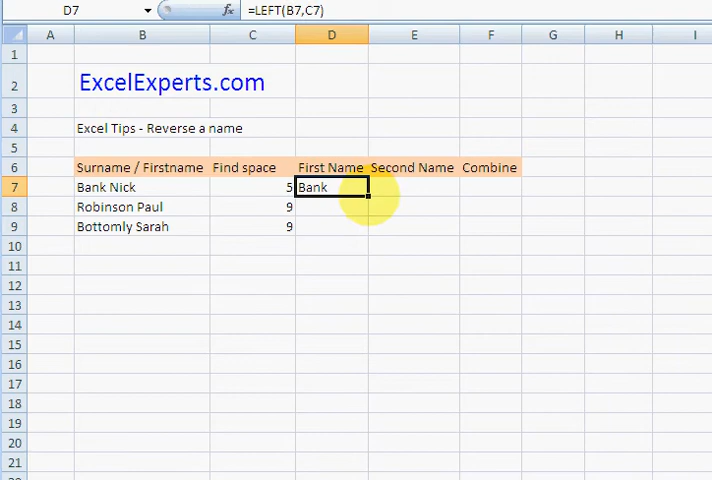 D7 fx =LEFT(B7,C7)
A B C D E F G H I
1
2 ExcelExperts.com
3
4 Excel Tips - Reverse a name
5
6 Surname / Firstname Find space First Name Second Name Combine
7 Bank Nick 5 Bank
8 Robinson Paul 9
9 Bottomly Sarah 9
10
11
12
13
14
15
16
17
18
19
20
21